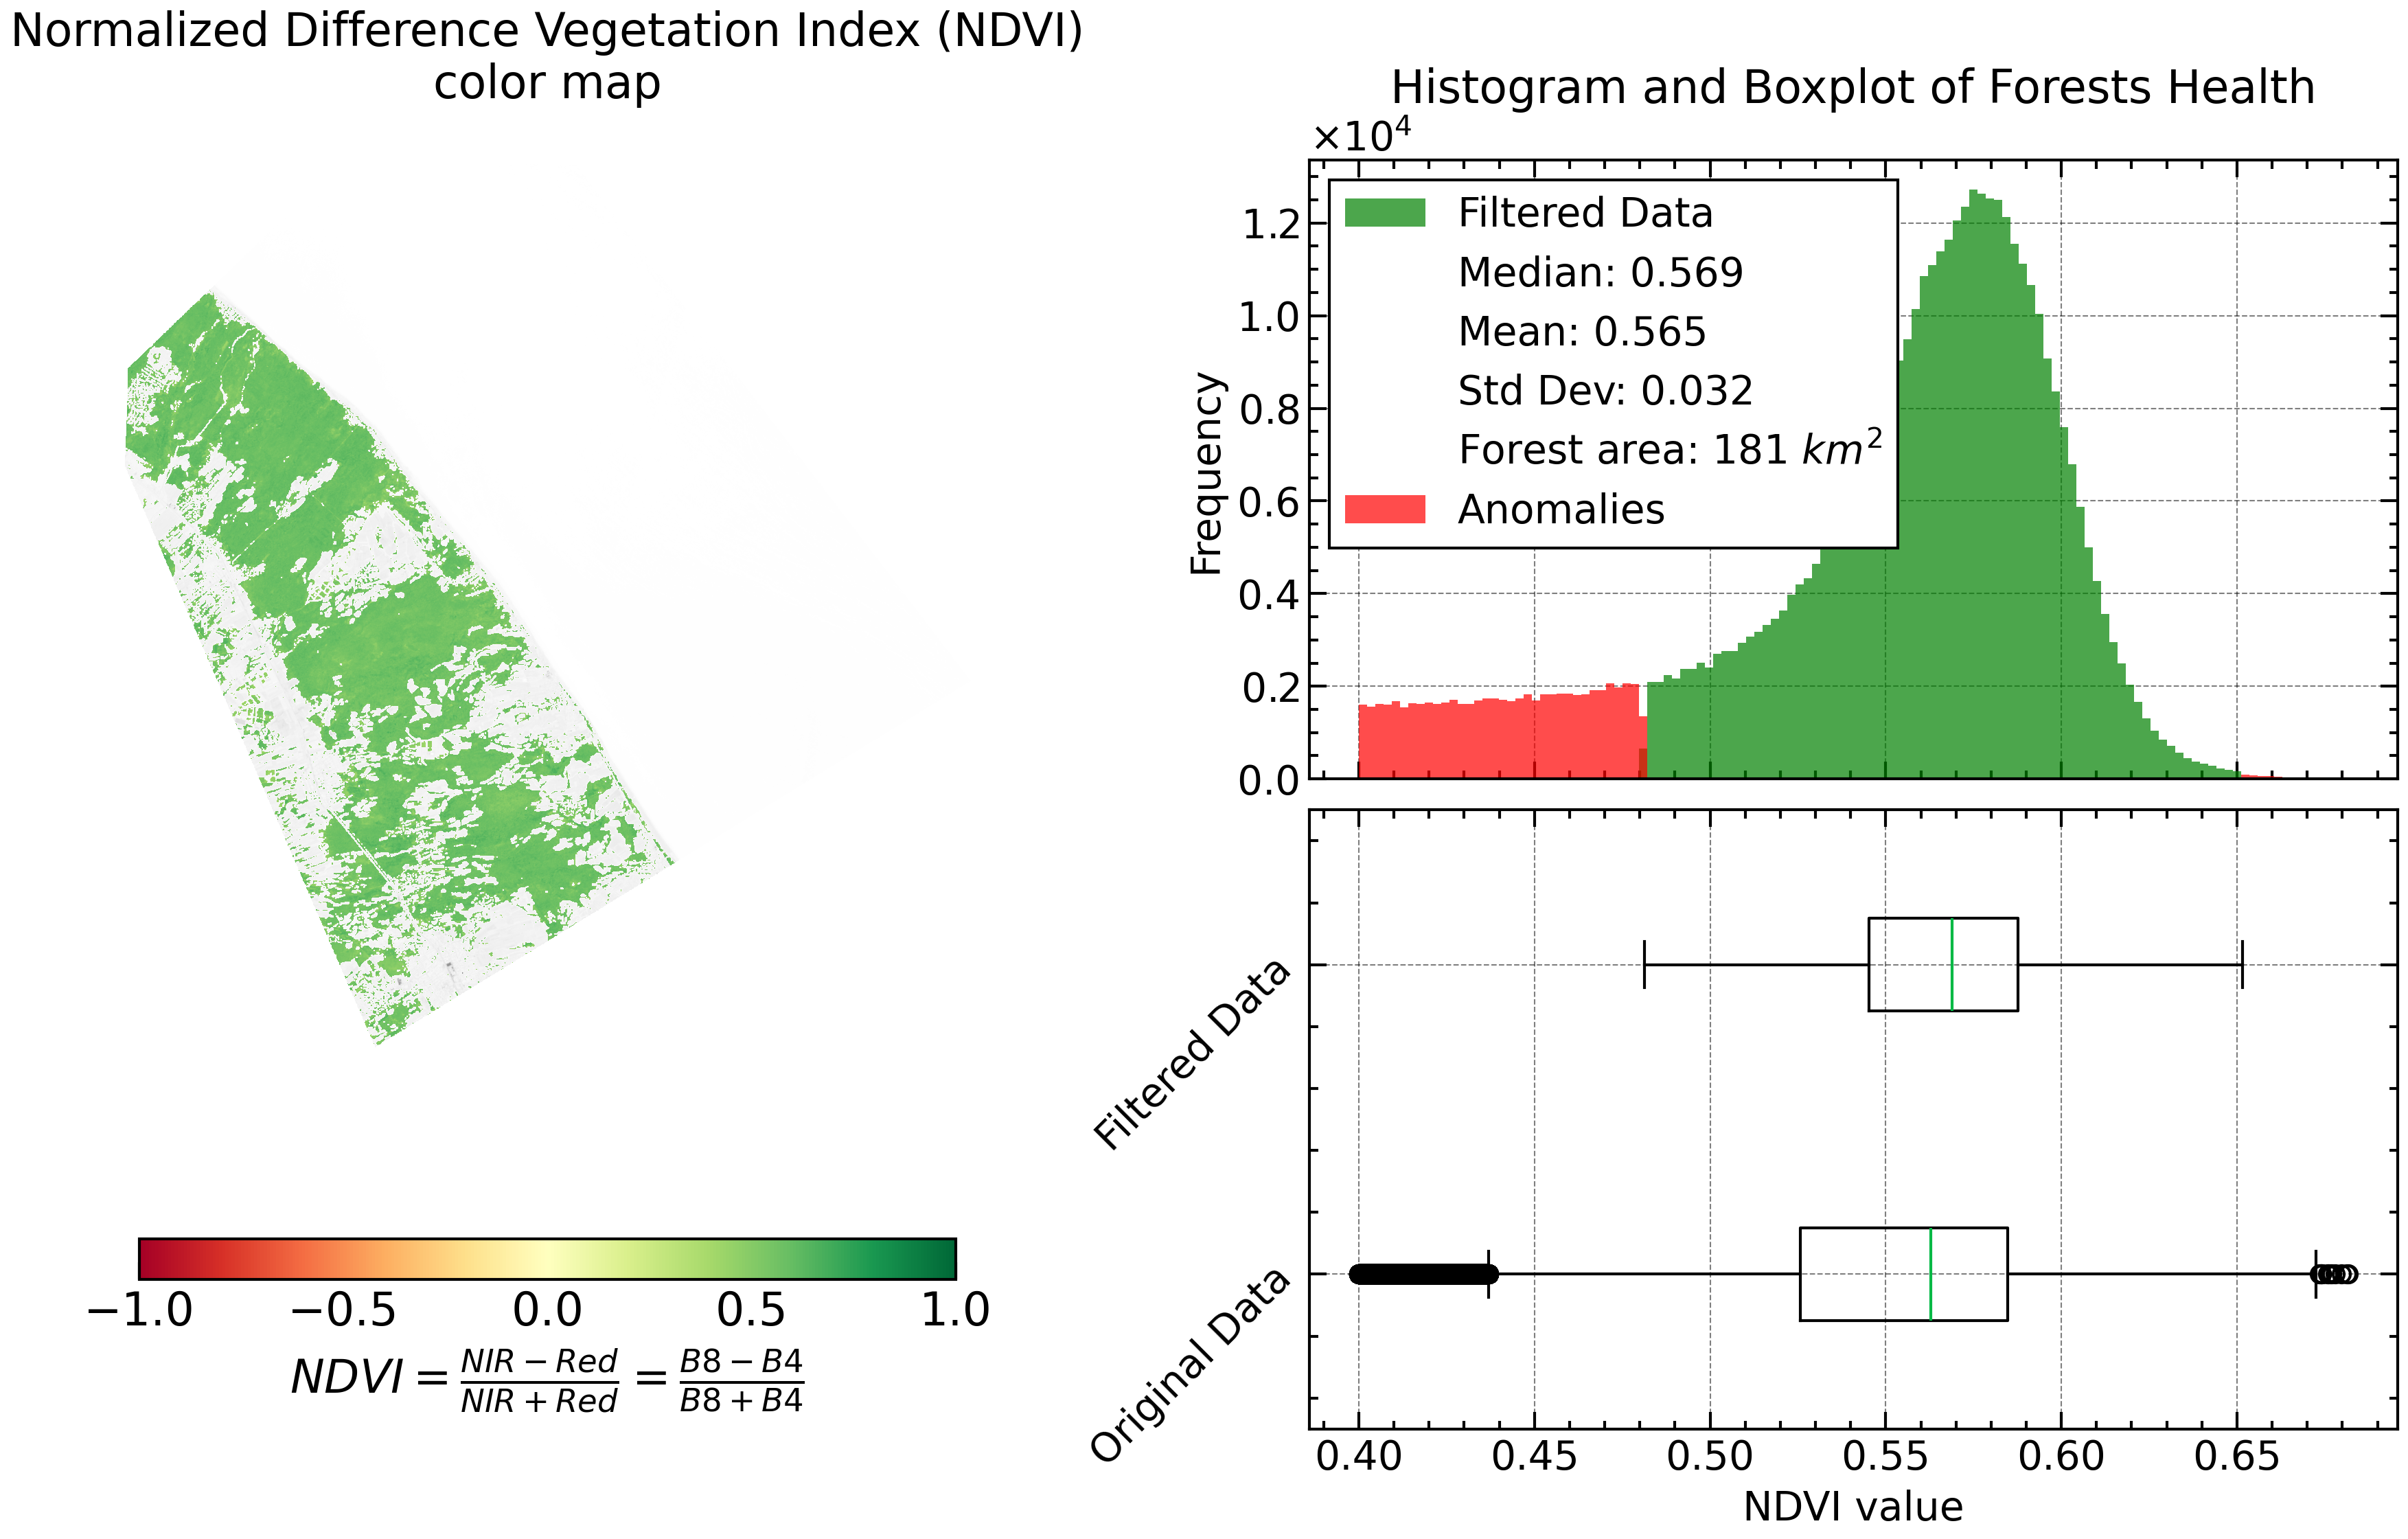 Normalized Difference Vegetation Index (NDVI)
color map
−1.0 −0.5 0.0 0.5 1.0
NDVI = \frac{NIR − Red}{NIR + Red} = \frac{B8 − B4}{B8 + B4}
Histogram and Boxplot of Forests Health
×10⁴
Frequency
1.2
1.0
0.8
0.6
0.4
0.2
0.0
Filtered Data
Median: 0.569
Mean: 0.565
Std Dev: 0.032
Forest area: 181 km²
Anomalies
Filtered Data
Original Data
0.40 0.45 0.50 0.55 0.60 0.65
NDVI value